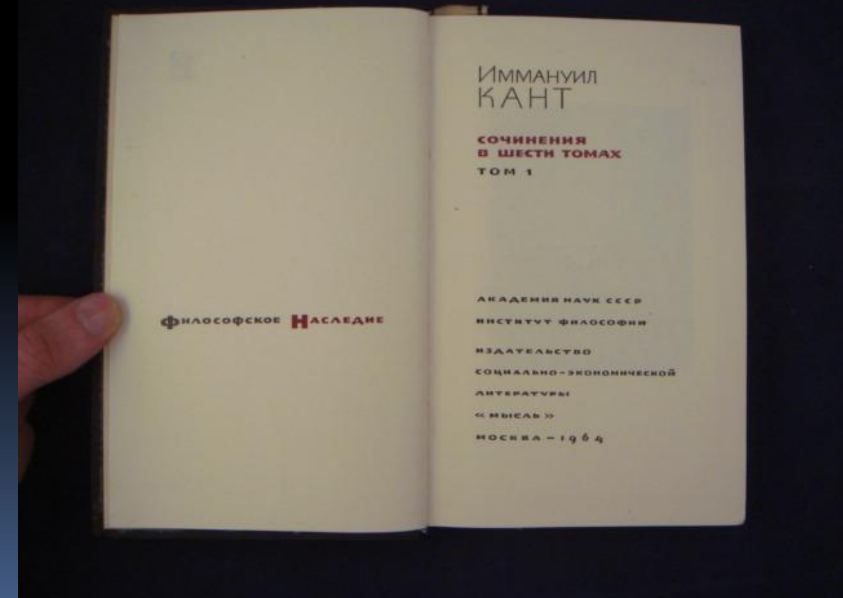 Философское Наследие
Иммануил
КАНТ
СОЧИНЕНИЯ
В ШЕСТИ ТОМАХ
ТОМ 1
АКАДЕМИЯ НАУК СССР
ИНСТИТУТ ФИЛОСОФИИ
ИЗДАТЕЛЬСТВО
СОЦИАЛЬНО-ЭКОНОМИЧЕСКОЙ
ЛИТЕРАТУРЫ
« МЫСЛЬ »
МОСКВА – 1964